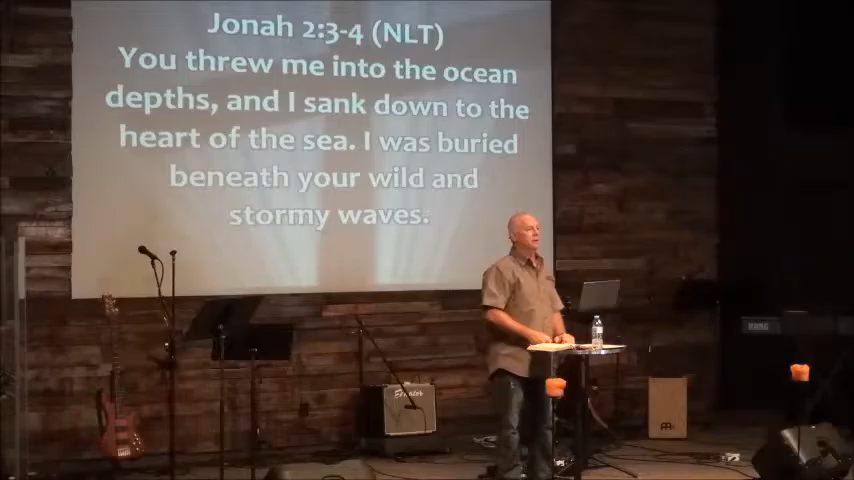 Jonah 2:3-4 (NLT)
You threw me into the ocean
depths, and I sank down to the
heart of the sea. I was buried
beneath your wild and
stormy waves.
KORG